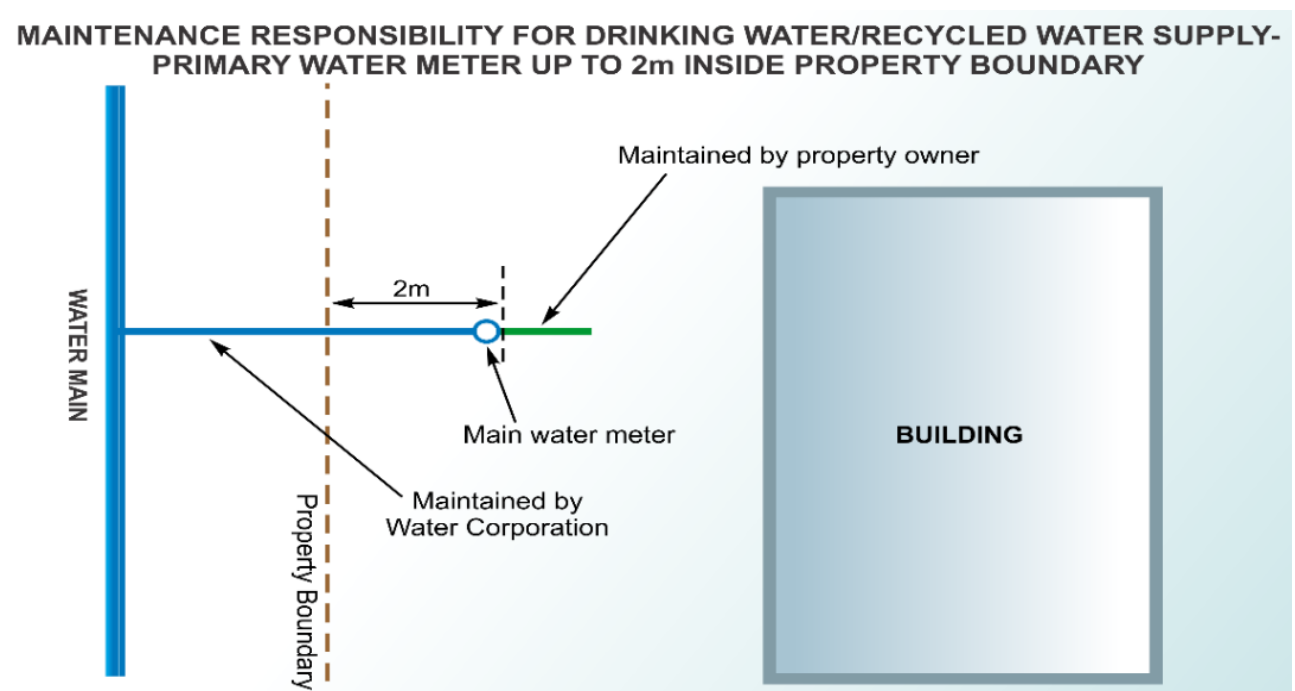 MAINTENANCE RESPONSIBILITY FOR DRINKING WATER/RECYCLED WATER SUPPLY-
PRIMARY WATER METER UP TO 2m INSIDE PROPERTY BOUNDARY
Maintained by property owner
2m
WATER MAIN
Main water meter
BUILDING
Maintained by
Water Corporation
Property Boundary